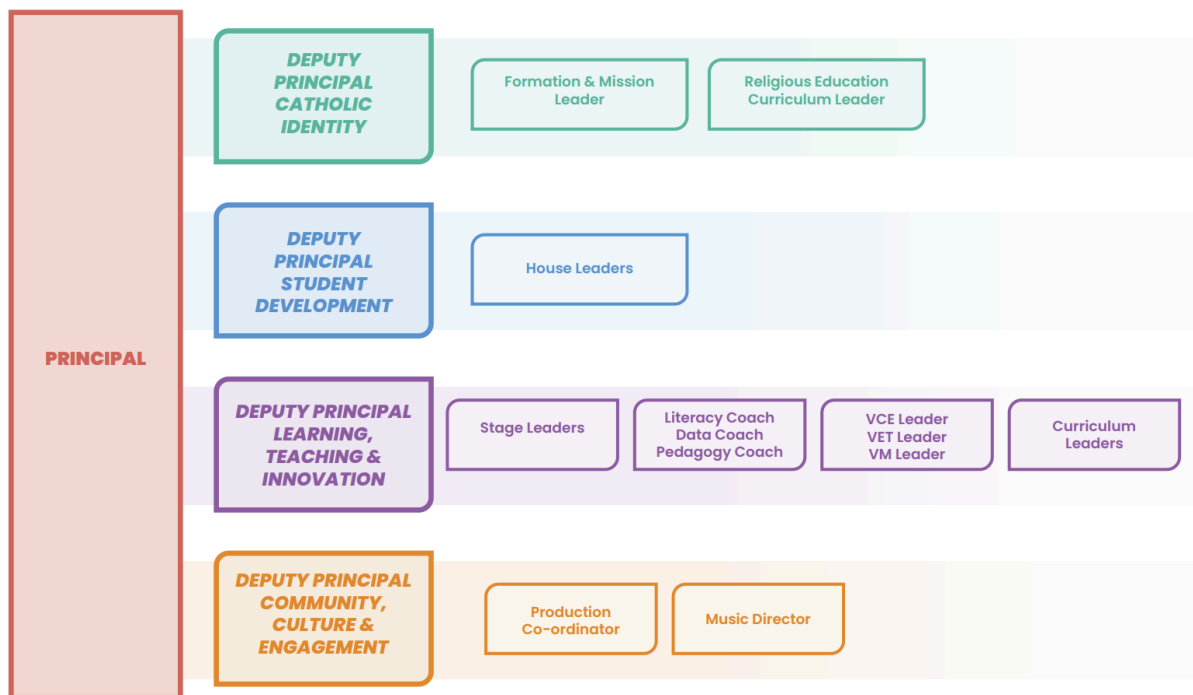 PRINCIPAL
DEPUTY
PRINCIPAL
CATHOLIC
IDENTITY
Formation & Mission
Leader
Religious Education
Curriculum Leader
DEPUTY
PRINCIPAL
STUDENT
DEVELOPMENT
House Leaders
DEPUTY PRINCIPAL
LEARNING,
TEACHING &
INNOVATION
Stage Leaders
Literacy Coach
Data Coach
Pedagogy Coach
VCE Leader
VET Leader
VM Leader
Curriculum
Leaders
DEPUTY PRINCIPAL
COMMUNITY,
CULTURE &
ENGAGEMENT
Production
Co-ordinator
Music Director